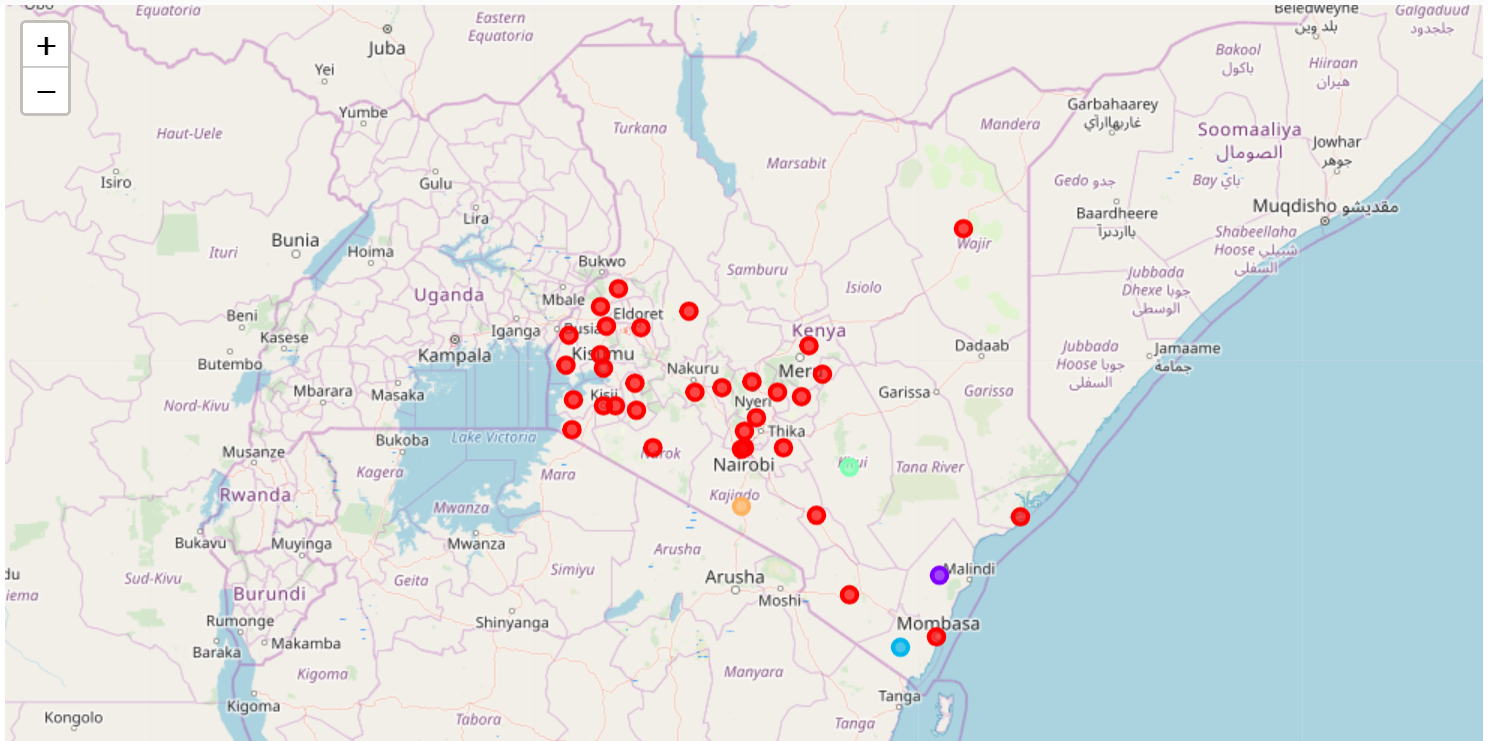 Equatoria
Eastern
Equatoria
Beledweyne
بلد وين
Galgaduud
جلجدود
+
−
Juba
Yei
Bakool
باكول
Hiiraan
هيران
Yumbe
Haut-Uele
Turkana
Marsabit
Mandera
Garbahaarey
غاربهاارآي
Soomaaliya
الصومال
Jowhar
جوهر
Isiro
Gulu
Gedo جدو
Bay باي
Lira
Baardheere
بااردىرآ
Muqdisho مقديشو
Bunia
Ituri
Hoima
Wajir
Shabeellaha
Hoose شبيلي
السفلى
Bukwo
Samburu
Isiolo
Jubbada
Dhexe جوبا
الوسطى
Uganda
Mbale
Eldoret
Beni
Kasese
Iganga
Busia
Kenya
Kampala
Kisumu
Dadaab
Jubbada
Hoose جوبا
السفلى
Jamaame
جمامة
Butembo
Nakuru
Meru
Mbarara
Masaka
Kisii
Nyeri
Garissa
Garissa
Nord-Kivu
Bukoba
Lake Victoria
Thika
Musanze
Kagera
Narok
Nairobi
Kitui
Tana River
Mara
Rwanda
Kajiado
Mwanza
Bukavu
Muyinga
Mwanza
Arusha
du
iema
Sud-Kivu
Geita
Simiyu
Arusha
Malindi
Burundi
Moshi
Rumonge
Shinyanga
Mombasa
Baraka
Makamba
Kigoma
Manyara
Tanga
Kigoma
Kongolo
Tabora
Tanga